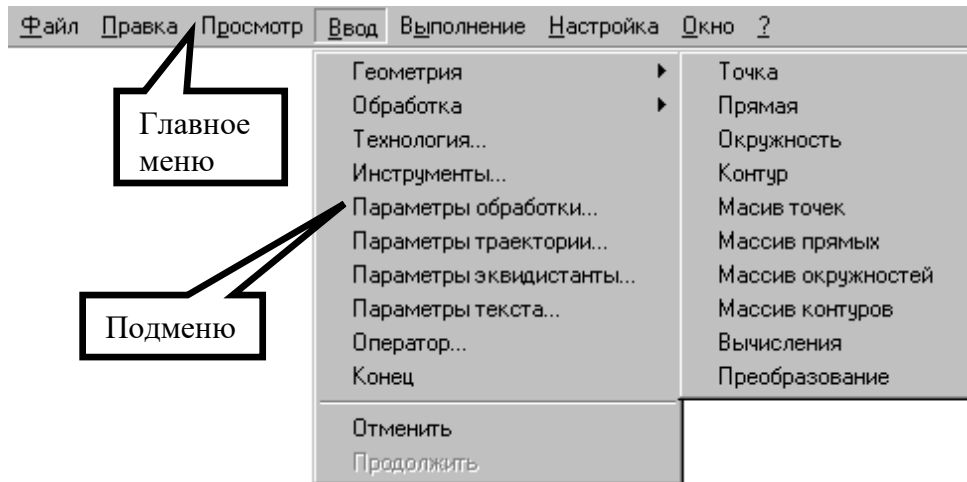 Файл Правка Просмотр Ввод Выполнение Настройка Окно ?
Главное
меню
Подменю
Геометрия
Обработка
Технология...
Инструменты...
Параметры обработки...
Параметры траектории...
Параметры эквидистанты...
Параметры текста...
Оператор...
Конец
Отменить
Продолжить
Точка
Прямая
Окружность
Контур
Масив точек
Массив прямых
Массив окружностей
Массив контуров
Вычисления
Преобразование